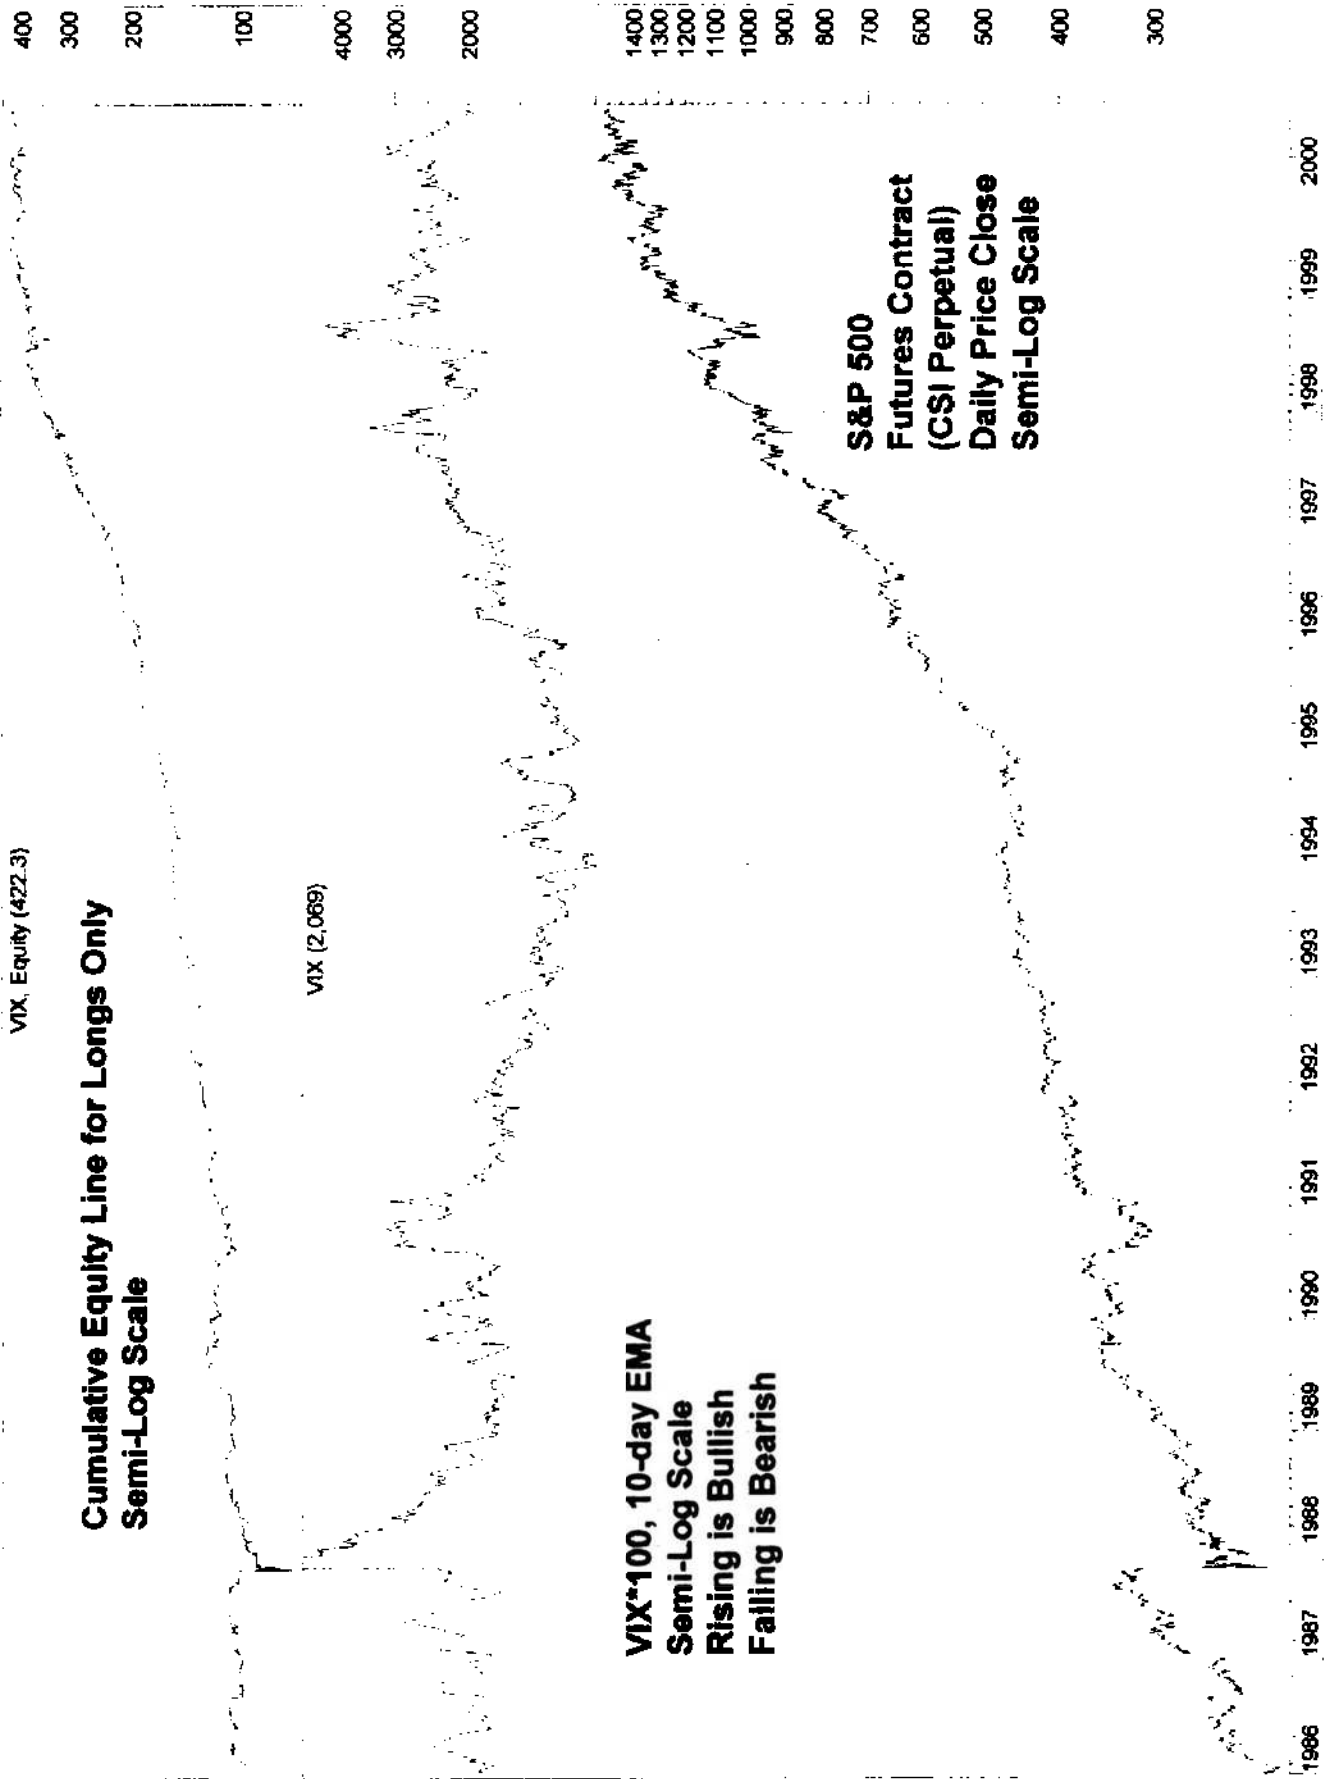 VIX, Equity (422.3)
Cumulative Equity Line for Longs Only
Semi-Log Scale
400
300
200
100
VIX (2,069)
4000
3000
2000
VIX*100, 10-day EMA
Semi-Log Scale
Rising is Bullish
Falling is Bearish
1400
1300
1200
1100
1000
900
800
700
600
500
400
300
S&P 500
Futures Contract
(CSI Perpetual)
Daily Price Close
Semi-Log Scale
1986 1987 1988 1989 1990 1991 1992 1993 1994 1995 1996 1997 1998 1999 2000